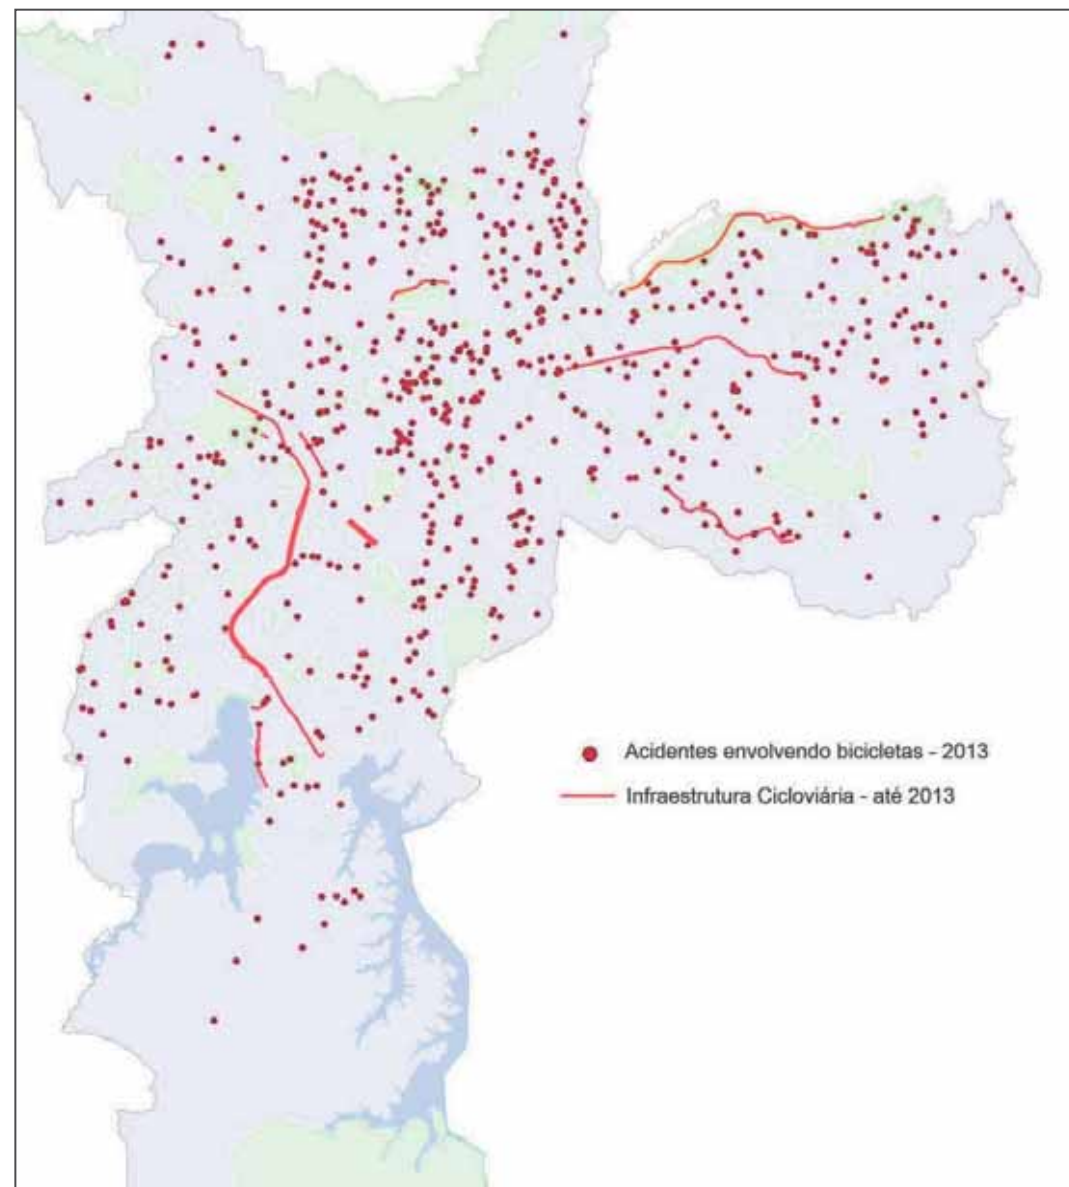 Acidentes envolvendo bicicletas - 2013
Infraestrutura Cicloviária - até 2013